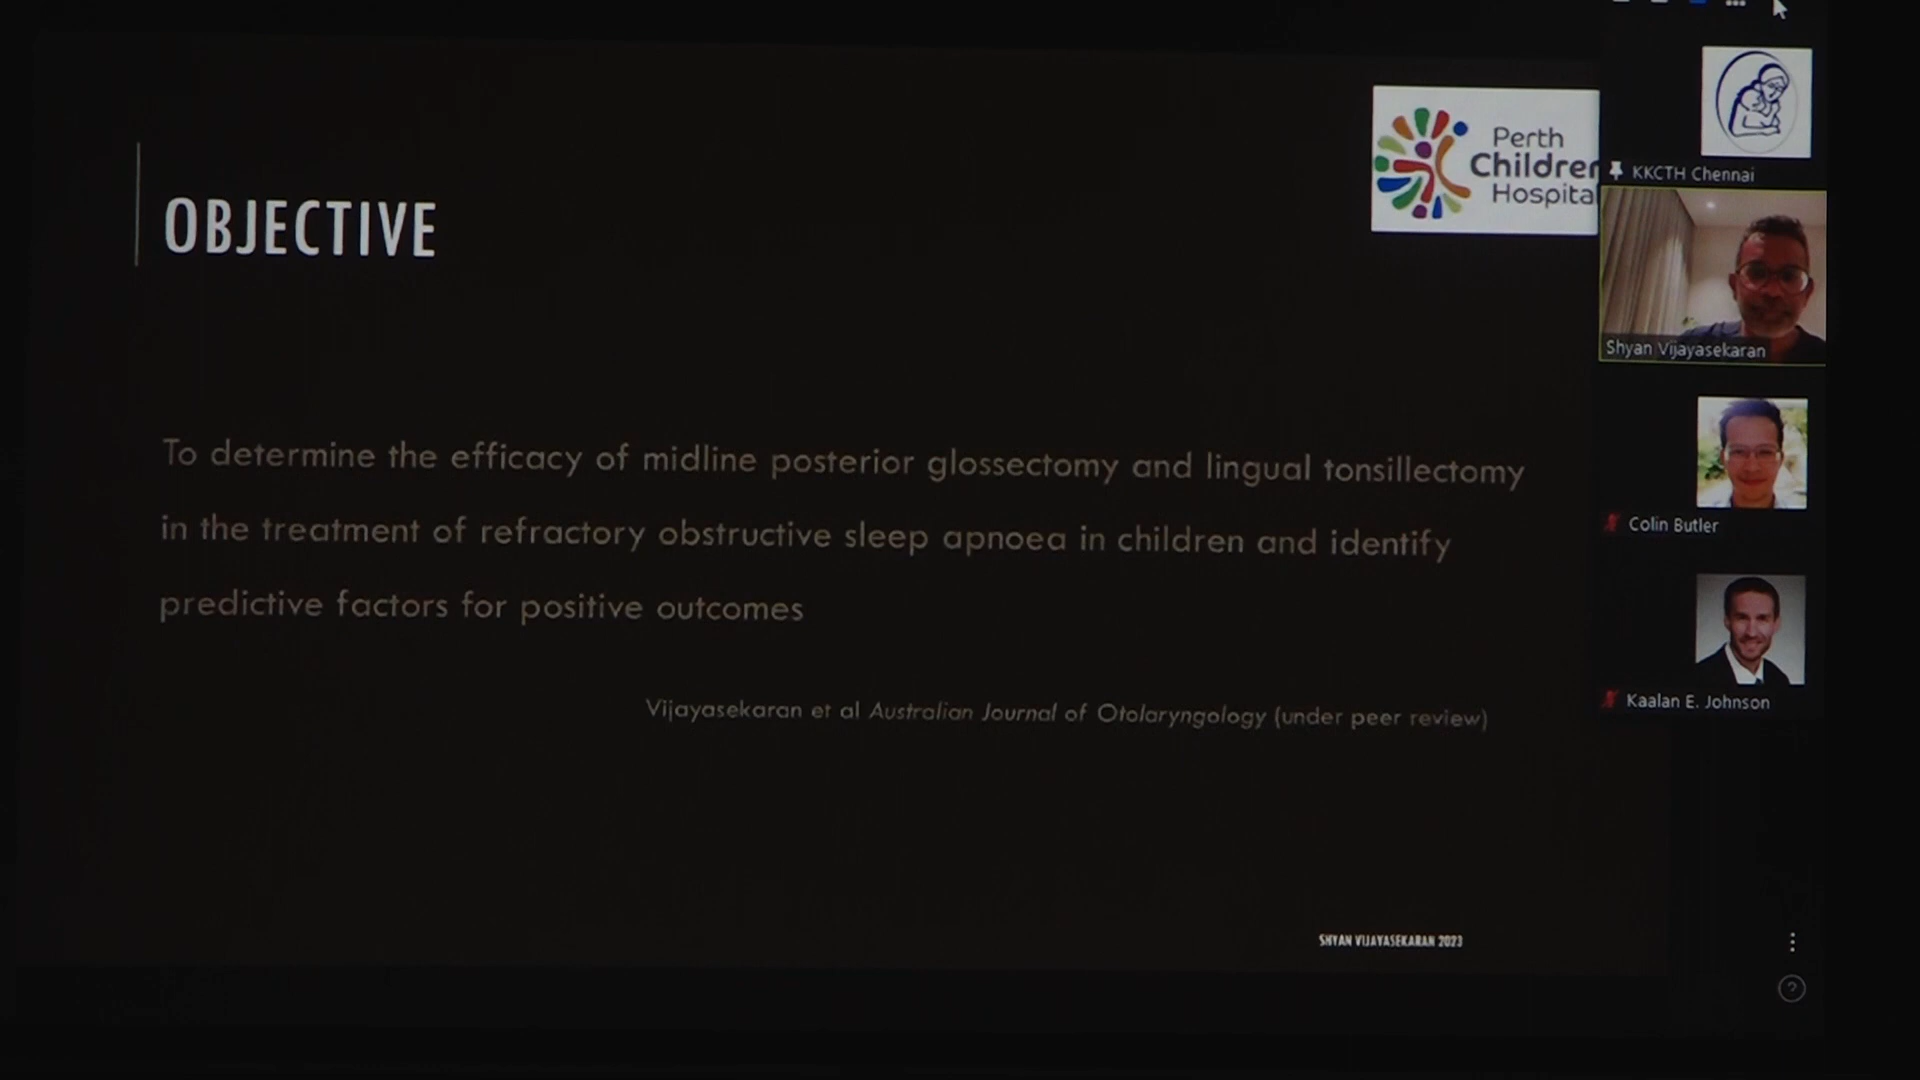 OBJECTIVE
To determine the efficacy of midline posterior glossectomy and lingual tonsillectomy
in the treatment of refractory obstructive sleep apnoea in children and identify
predictive factors for positive outcomes
Vijayasekaran et al Australian Journal of Otolaryngology (under peer review)
SHYAN VIJAYASEKARAN 2023
Perth
Children
Hospital
KKCTH Chennai
Shyan Vijayasekaran
Colin Butler
Kaalan E. Johnson